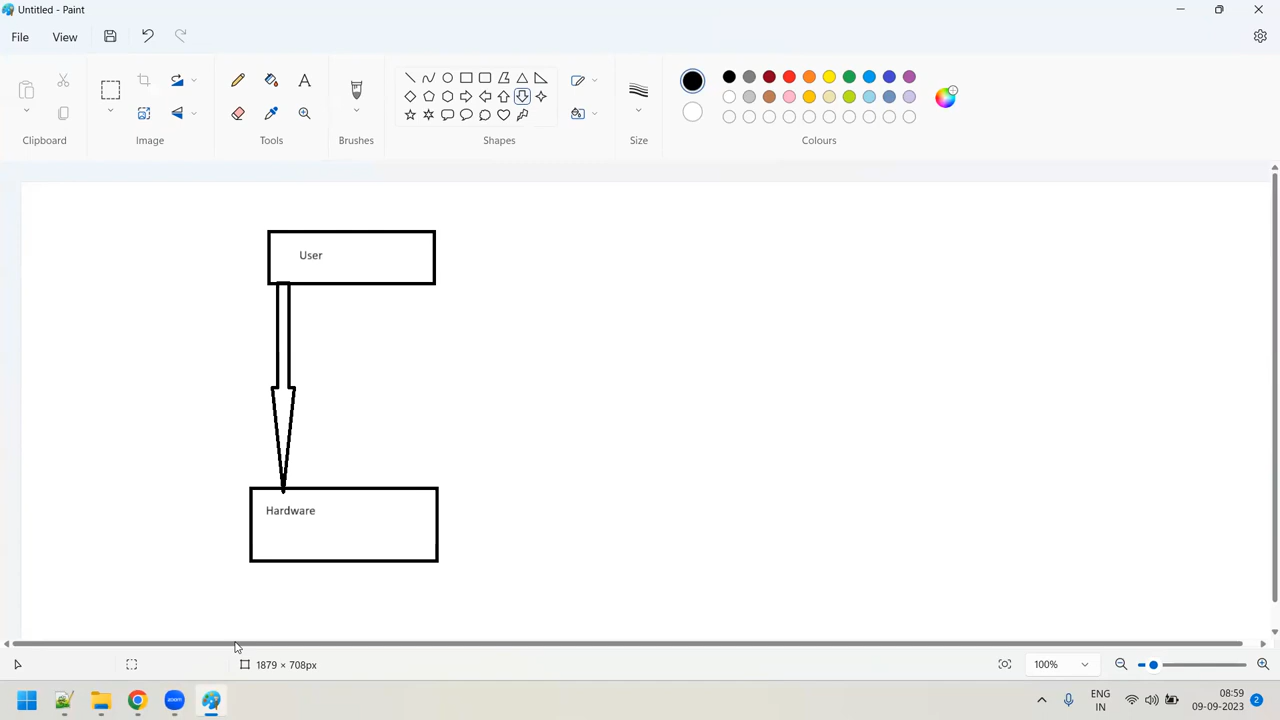 Untitled - Paint
File View
Clipboard
Image
Tools
Brushes
Shapes
Size
Colours
User
Hardware
1879 × 708px
100%
zoom
ENG
IN
08:59
09-09-2023
2